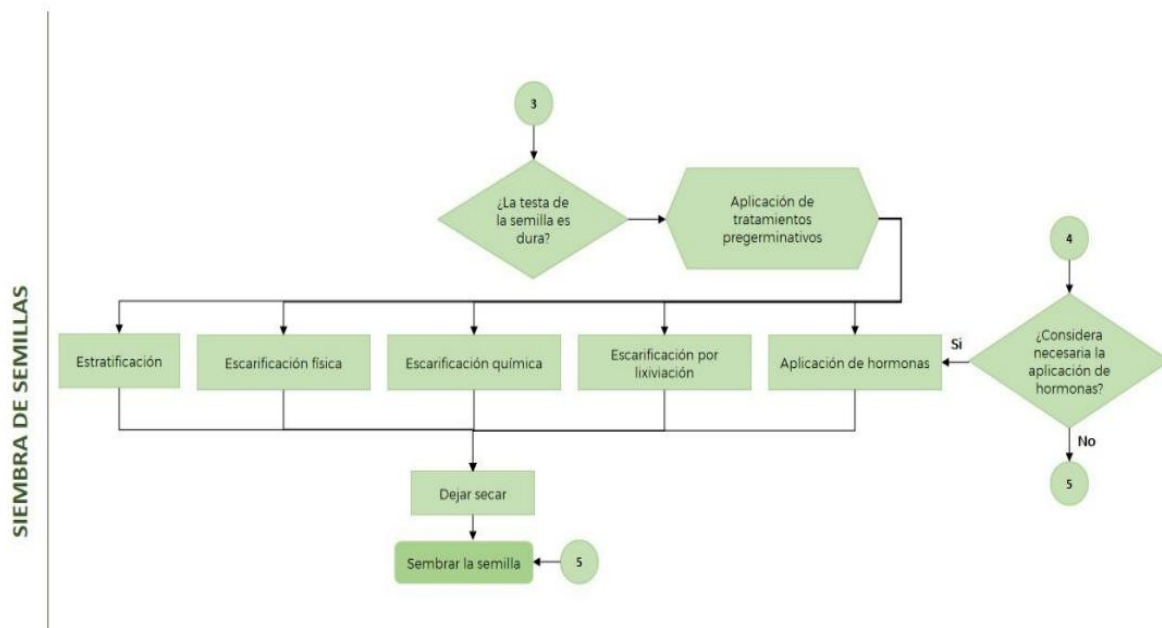 SIEMBRA DE SEMILLAS
3
¿La testa de
la semilla es
dura?
Aplicación de
tratamientos
pregerminativos
4
¿Considera
necesaria la
aplicación de
hormonas?
Si
No
5
Estratificación
Escarificación física
Escarificación química
Escarificación por
lixiviación
Aplicación de hormonas
Dejar secar
Sembrar la semilla
5